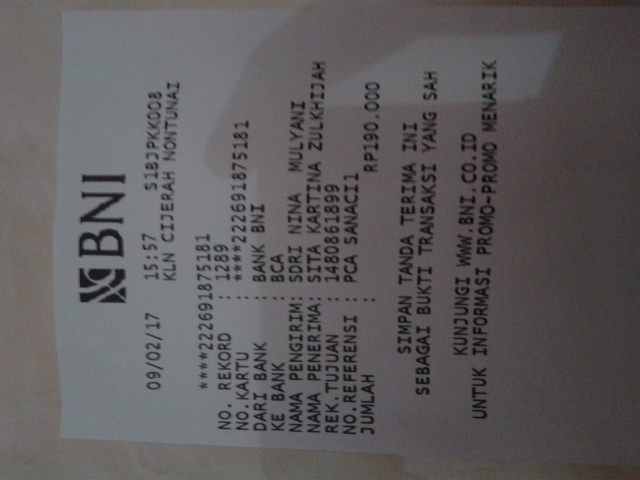 BNI
09/02/17 15:57 S1BJPKK008
KLN CIJERAH NONTUNAI
****222691875181
NO. REKORD : 1289
NO.KARTU : ****222691875181
DARI BANK : BANK BNI
KE BANK : BCA
NAMA PENGIRIM: SDRI NINA MULYANI
NAMA PENERIMA: SITA KARTINA ZULKHIJAH
REK.TUJUAN : 1480861899
NO.REFERENSI : PCA SANACI1
JUMLAH : RP190.000
SIMPAN TANDA TERIMA INI
SEBAGAI BUKTI TRANSAKSI YANG SAH
KUNJUNGI WWW.BNI.CO.ID
UNTUK INFORMASI PROMO-PROMO MENARIK